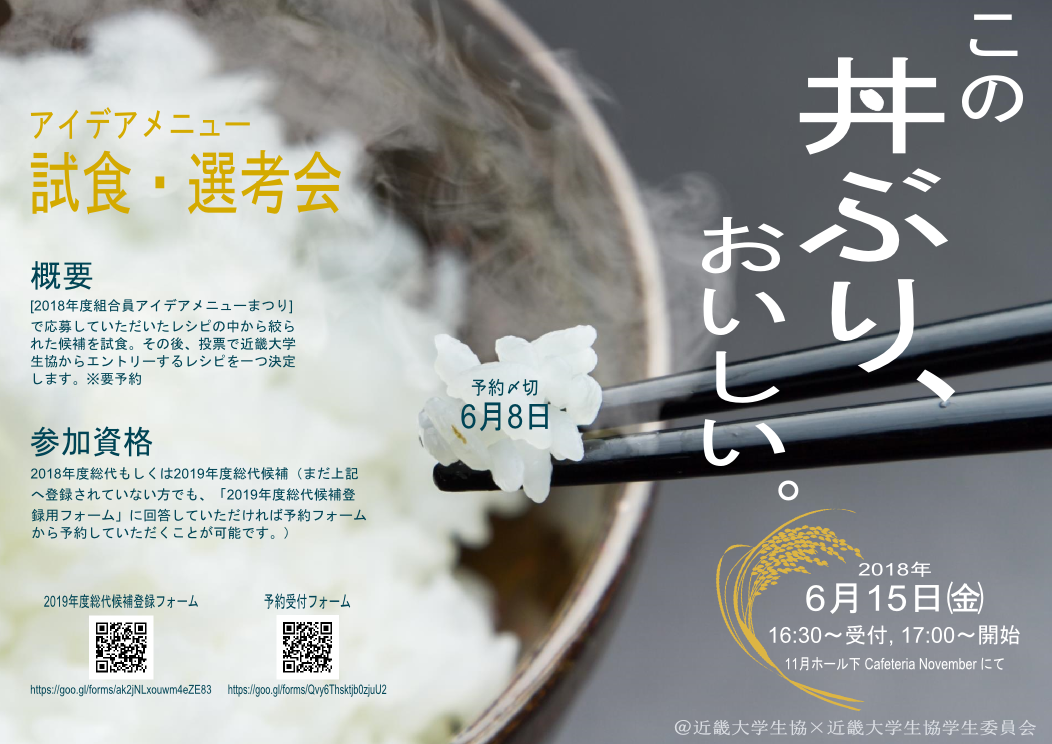 この
丼ぶり、
おいしい。
アイデアメニュー
試食・選考会
概要
[2018年度組合員アイデアメニューまつり]
で応募していただいたレシピの中から絞ら
れた候補を試食。その後、投票で近畿大学
生協からエントリーするレシピを一つ決定
します。※要予約
参加資格
2018年度総代もしくは2019年度総代候補（まだ上記
へ登録されていない方でも、「2019年度総代候補登
録用フォーム」に回答していただければ予約フォーム
から予約していただくことが可能です。）
2019年度総代候補登録フォーム
https://goo.gl/forms/ak2jNLxouwm4eZE83
予約受付フォーム
https://goo.gl/forms/Qvy6Thsktjb0zjuU2
予約〆切
6月8日
2018年
6月15日㈮
16:30～受付, 17:00～開始
11月ホール下 Cafeteria November にて
@近畿大学生協×近畿大学生協学生委員会